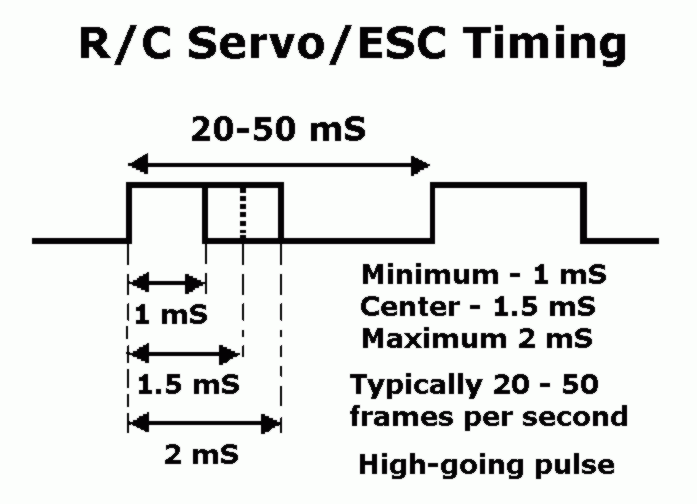 R/C Servo/ESC Timing
20-50 mS
1 mS
1.5 mS
2 mS
Minimum - 1 mS
Center - 1.5 mS
Maximum 2 mS
Typically 20 - 50
frames per second
High-going pulse